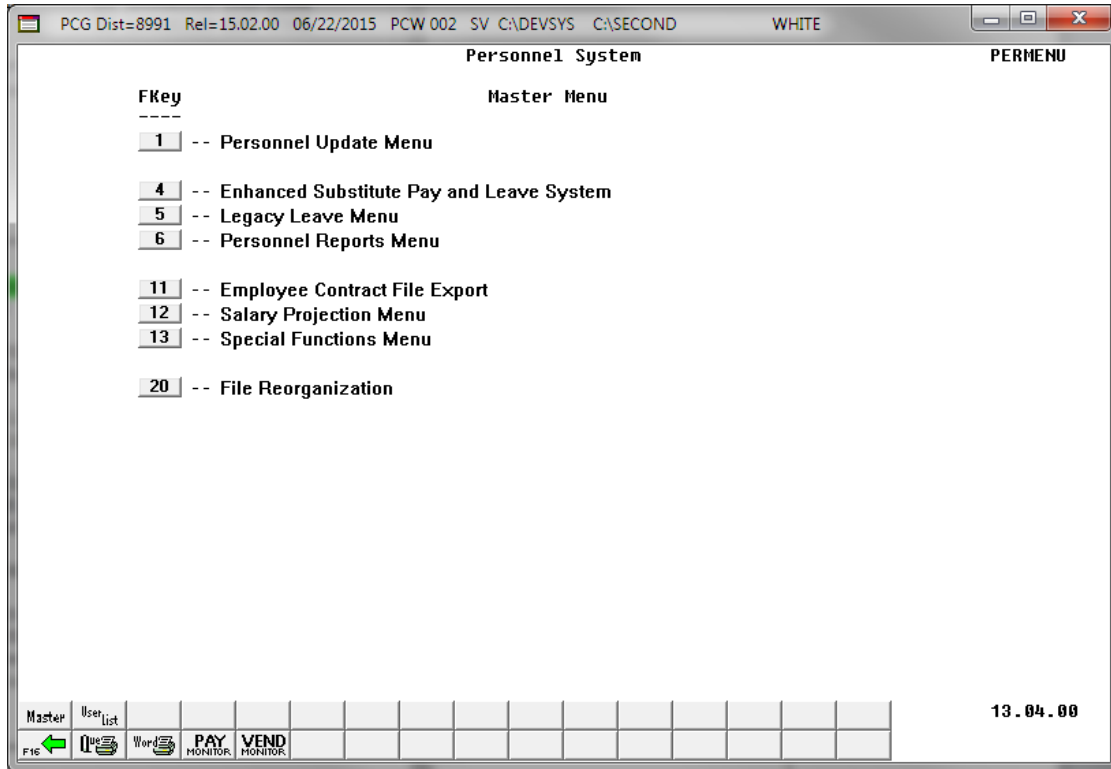 PCG Dist=8991 Rel=15.02.00 06/22/2015 PCW 002 SV C:\DEVSYS C:\SECOND WHITE
Personnel System PERMENU
FKey Master Menu
----
1 -- Personnel Update Menu
4 -- Enhanced Substitute Pay and Leave System
5 -- Legacy Leave Menu
6 -- Personnel Reports Menu
11 -- Employee Contract File Export
12 -- Salary Projection Menu
13 -- Special Functions Menu
20 -- File Reorganization
Master User List 13.04.00
F16 Que Word PAY MONITOR VEND MONITOR